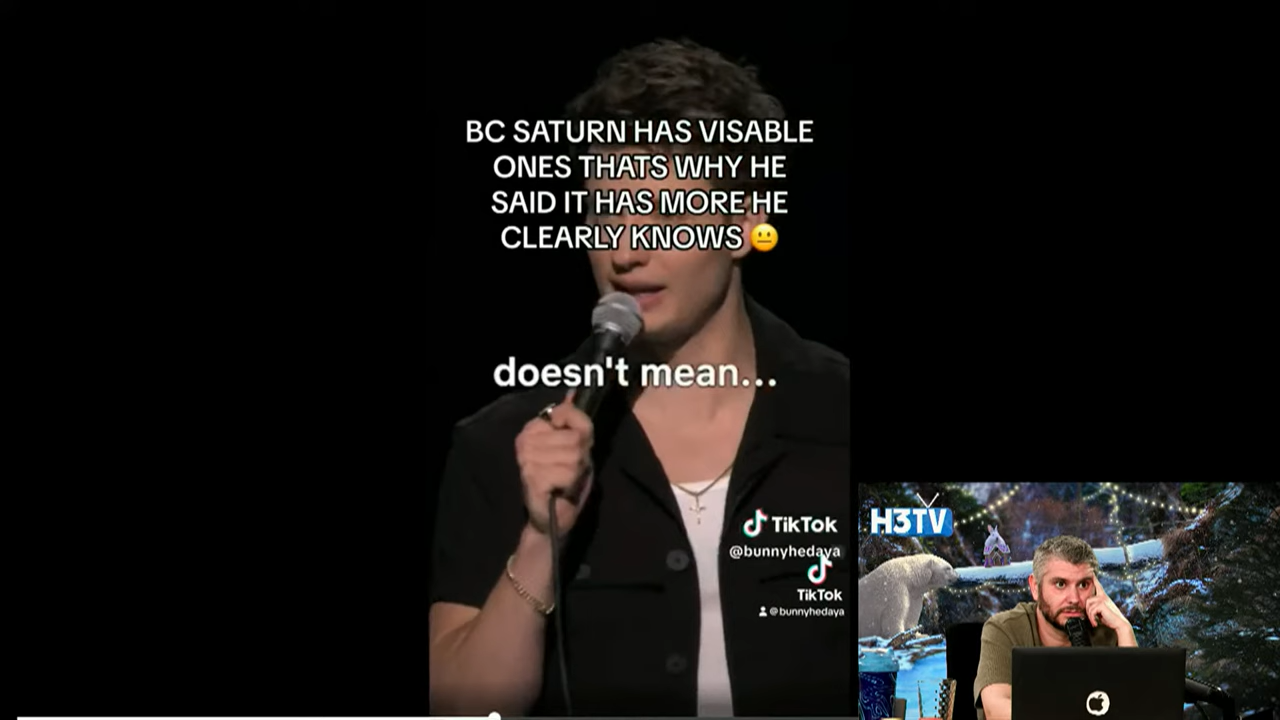 BC SATURN HAS VISABLE
ONES THATS WHY HE
SAID IT HAS MORE HE
CLEARLY KNOWS 😐
doesn't mean...
TikTok
@bunnyhedaya
TikTok
@bunnyhedaya
H3TV